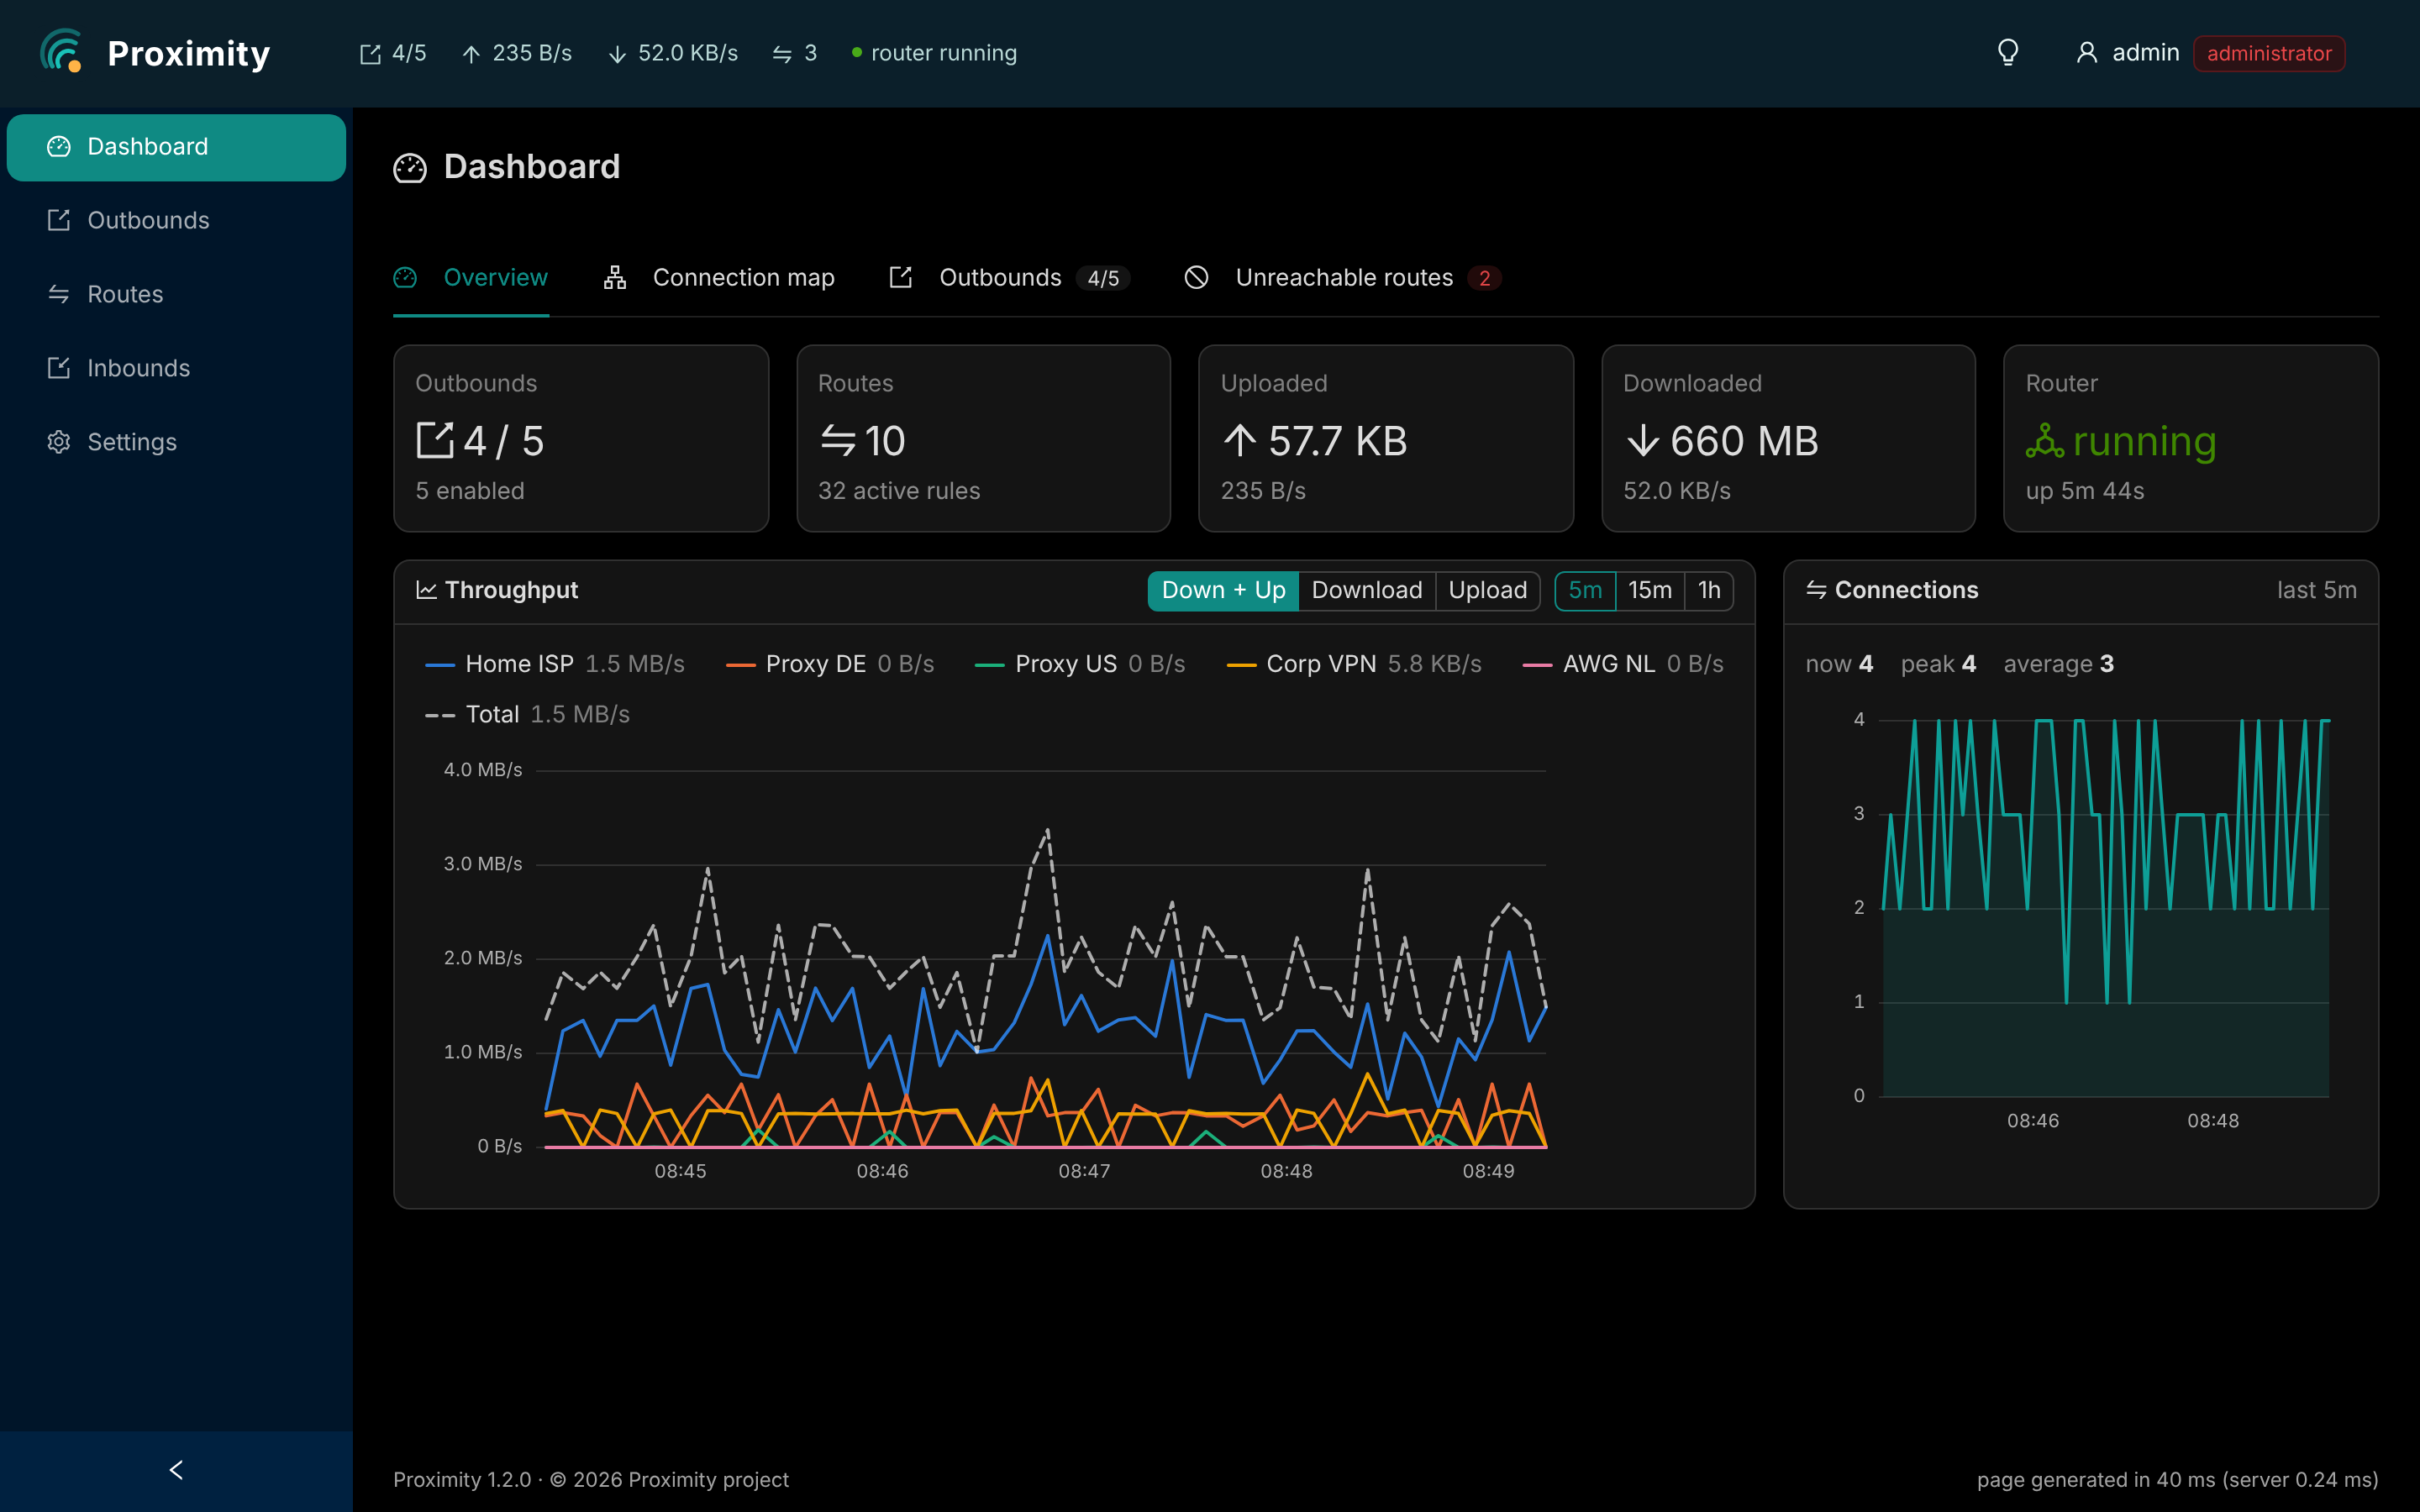 Proximity
4/5 235 B/s 52.0 KB/s 3 router running
admin administrator
Dashboard
Outbounds
Routes
Inbounds
Settings
Dashboard
Overview Connection map Outbounds 4/5 Unreachable routes 2
Outbounds
4 / 5
5 enabled
Routes
10
32 active rules
Uploaded
57.7 KB
235 B/s
Downloaded
660 MB
52.0 KB/s
Router
running
up 5m 44s
Throughput
Down + Up Download Upload 5m 15m 1h
Home ISP 1.5 MB/s Proxy DE 0 B/s Proxy US 0 B/s Corp VPN 5.8 KB/s AWG NL 0 B/s
Total 1.5 MB/s
4.0 MB/s
3.0 MB/s
2.0 MB/s
1.0 MB/s
0 B/s
08:45 08:46 08:47 08:48 08:49
Connections last 5m
now 4 peak 4 average 3
4
3
2
1
0
08:46 08:48
Proximity 1.2.0 · © 2026 Proximity project
page generated in 40 ms (server 0.24 ms)